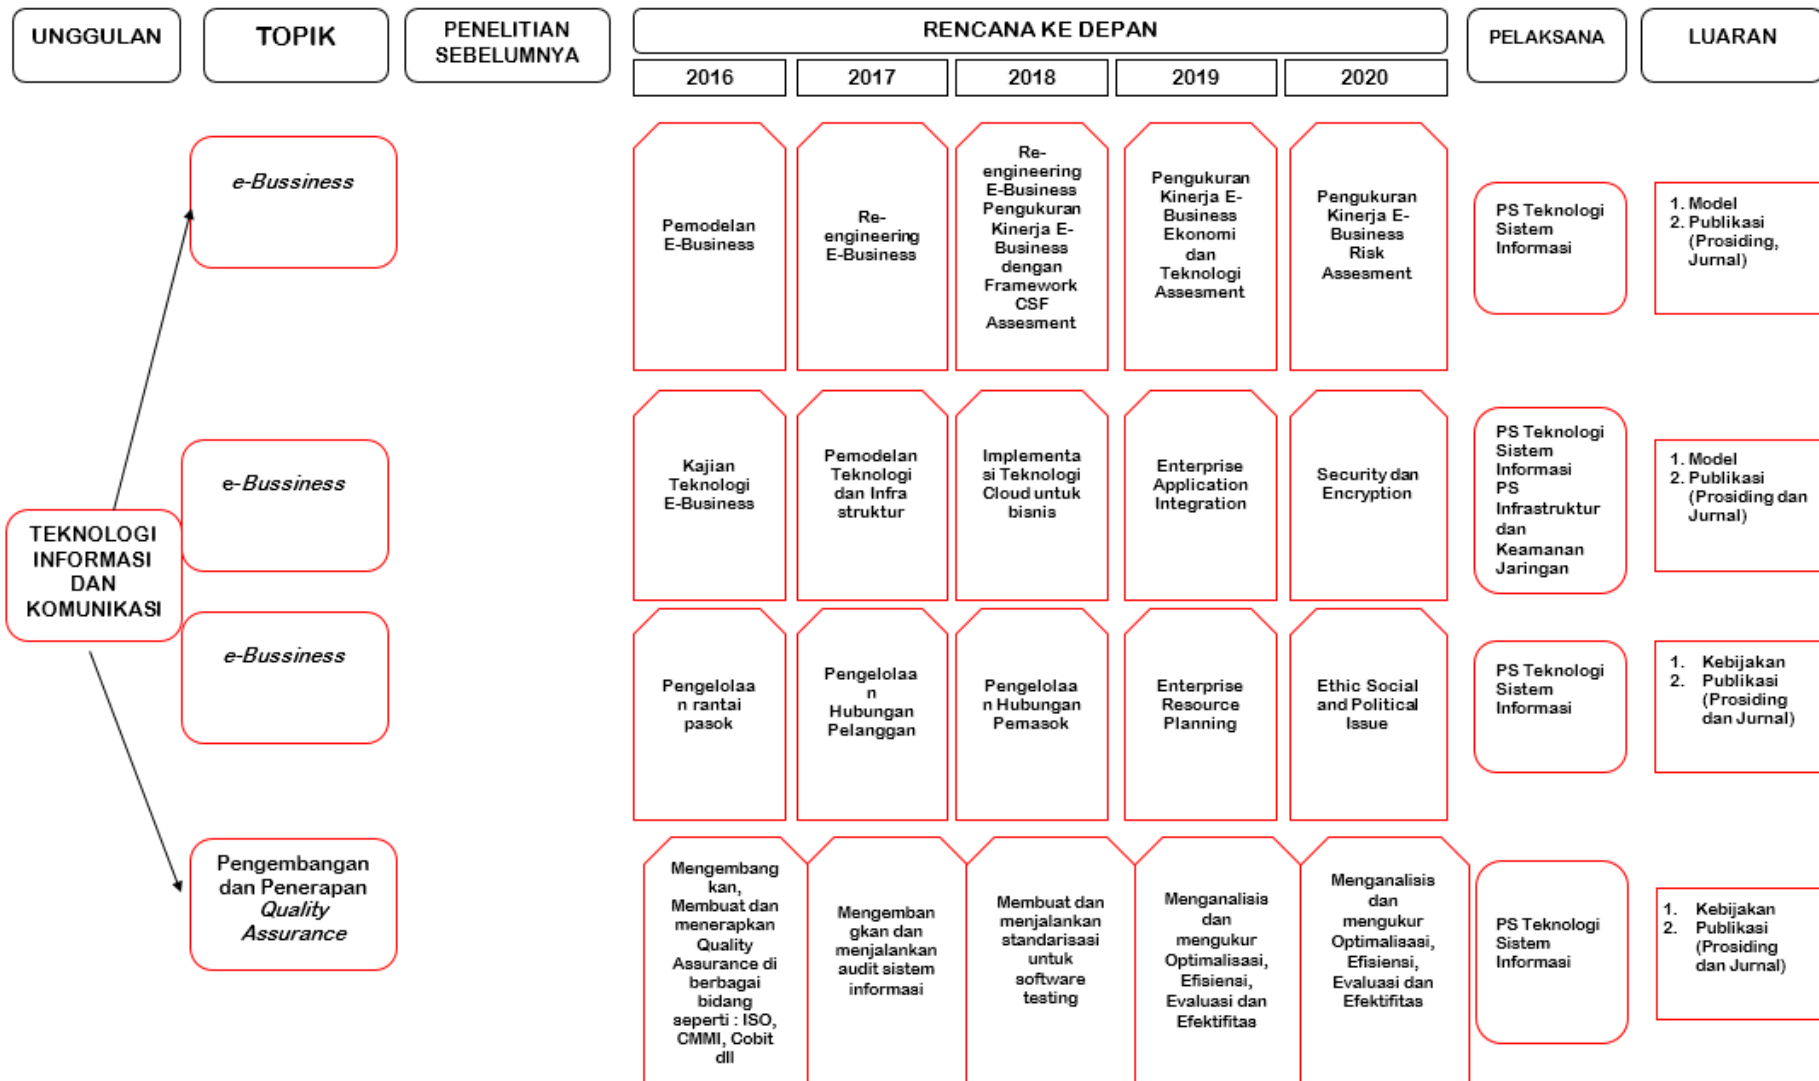 UNGGULAN
TOPIK
PENELITIAN
SEBELUMNYA
RENCANA KE DEPAN
2016
2017
2018
2019
2020
PELAKSANA
LUARAN
TEKNOLOGI
INFORMASI
DAN
KOMUNIKASI
e-Bussiness
Pemodelan
E-Business
Re-
engineering
E-Business
Re-
engineering
E-Business
Pengukuran
Kinerja E-
Business
dengan
Framework
CSF
Assesment
Pengukuran
Kinerja E-
Business
Ekonomi
dan
Teknologi
Assesment
Pengukuran
Kinerja E-
Business
Risk
Assesment
PS Teknologi
Sistem
Informasi
1. Model
2. Publikasi
(Prosiding,
Jurnal)
e-Bussiness
Kajian
Teknologi
E-Business
Pemodelan
Teknologi
dan Infra
struktur
Implementa
si Teknologi
Cloud untuk
bisnis
Enterprise
Application
Integration
Security dan
Encryption
PS Teknologi
Sistem
Informasi
PS
Infrastruktur
dan
Keamanan
Jaringan
1. Model
2. Publikasi
(Prosiding dan
Jurnal)
e-Bussiness
Pengelolaa
n rantai
pasok
Pengelolaa
n
Hubungan
Pelanggan
Pengelolaa
n Hubungan
Pemasok
Enterprise
Resource
Planning
Ethic Social
and Political
Issue
PS Teknologi
Sistem
Informasi
1. Kebijakan
2. Publikasi
(Prosiding
dan Jurnal)
Pengembangan
dan Penerapan
Quality
Assurance
Mengembang
kan,
Membuat dan
menerapkan
Quality
Assurance di
berbagai
bidang
seperti : ISO,
CMMI, Cobit
dll
Mengemban
gkan dan
menjalankan
audit sistem
informasi
Membuat dan
menjalankan
standarisasi
untuk
software
testing
Menganalisis
dan
mengukur
Optimalisasi,
Efisiensi,
Evaluasi dan
Efektifitas
Menganalisis
dan
mengukur
Optimalisasi,
Efisiensi,
Evaluasi dan
Efektifitas
PS Teknologi
Sistem
Informasi
1. Kebijakan
2. Publikasi
(Prosiding
dan Jurnal)